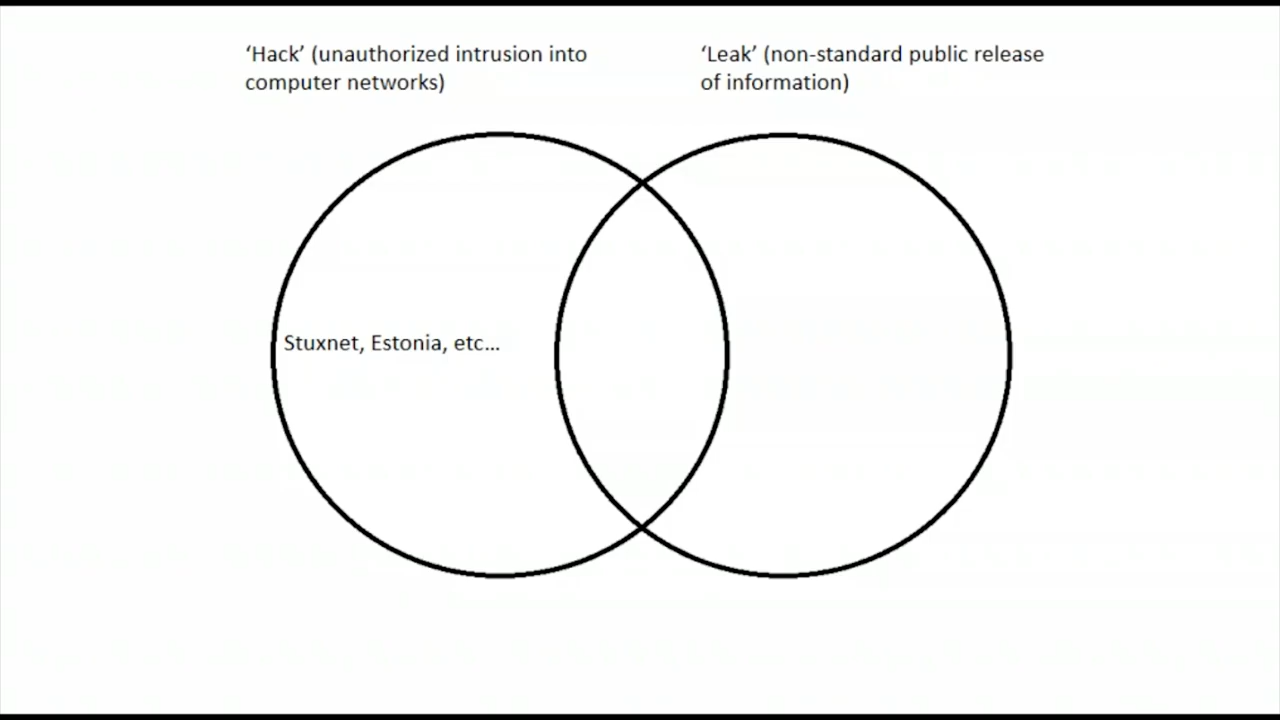 ‘Hack’ (unauthorized intrusion into
computer networks)
‘Leak’ (non-standard public release
of information)
Stuxnet, Estonia, etc…